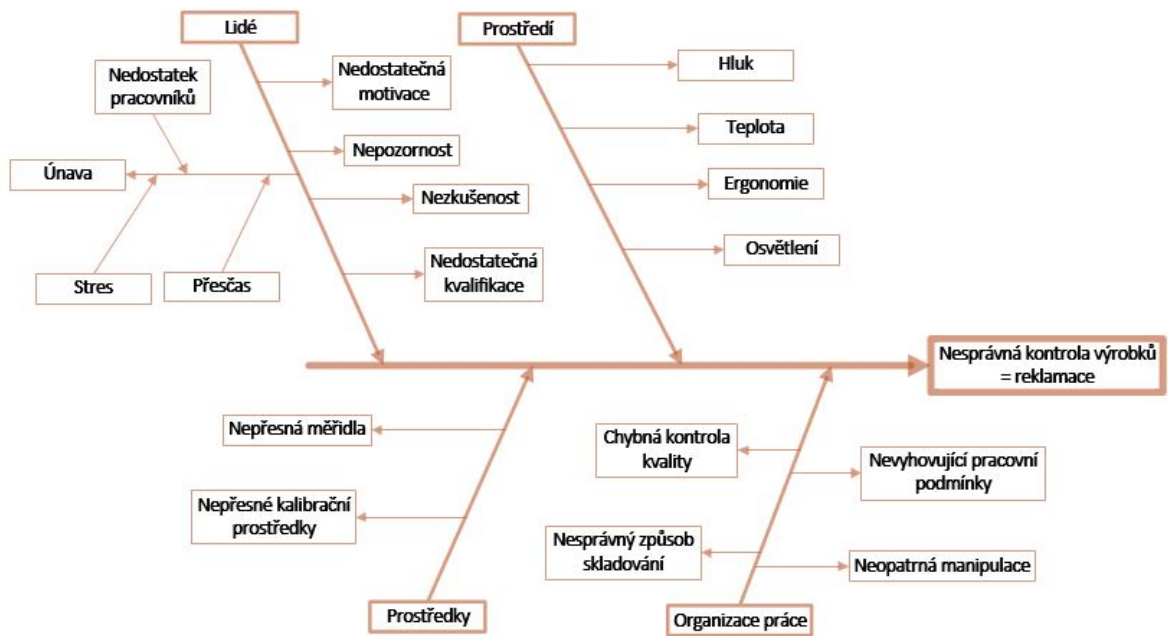 Lidé
Prostředí
Nedostatek
pracovníků
Nedostatečná
motivace
Hluk
Teplota
Nepozornost
Únava
Ergonomie
Nezkušenost
Osvětlení
Nedostatečná
kvalifikace
Stres
Přesčas
Nesprávná kontrola výrobků
= reklamace
Nepřesná měřidla
Chybná kontrola
kvality
Nevyhovující pracovní
podmínky
Nepřesné kalibrační
prostředky
Nesprávný způsob
skladování
Neopatrná manipulace
Prostředky
Organizace práce